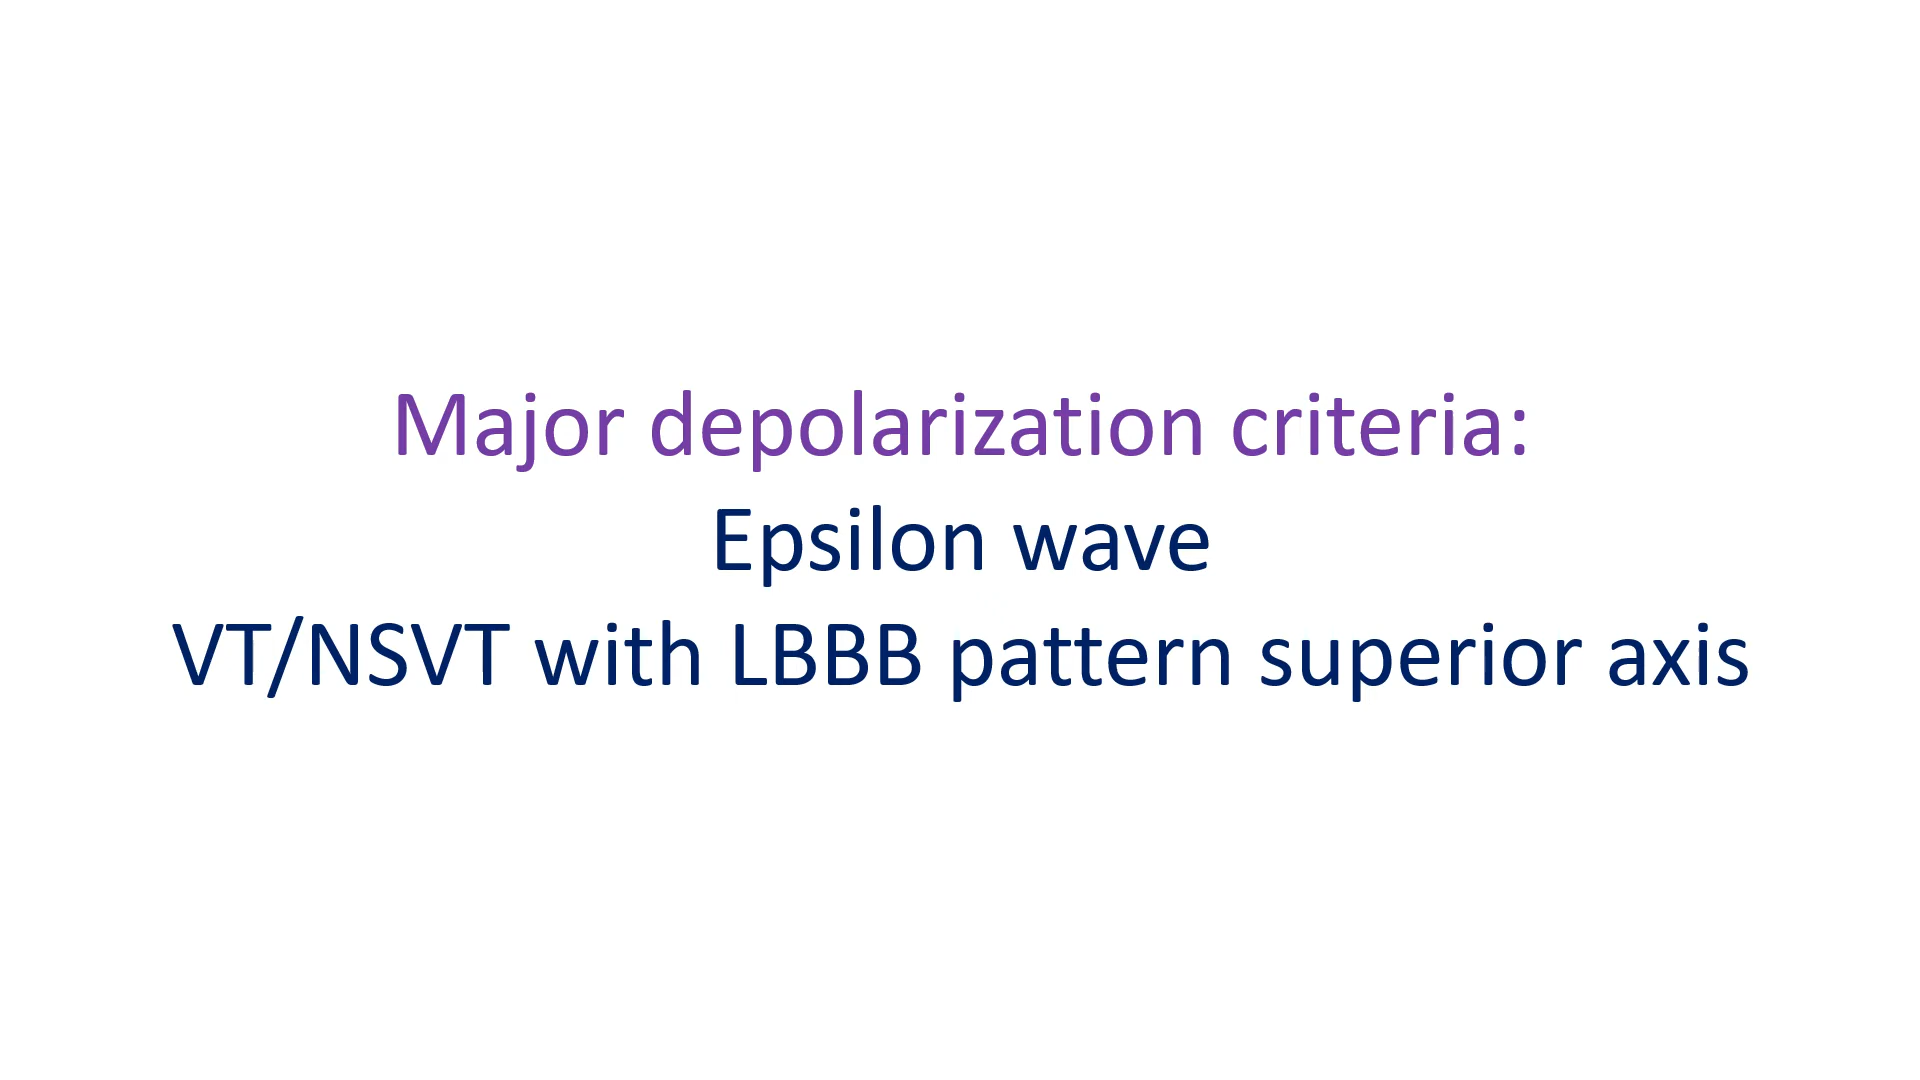 Major depolarization criteria:
Epsilon wave
VT/NSVT with LBBB pattern superior axis